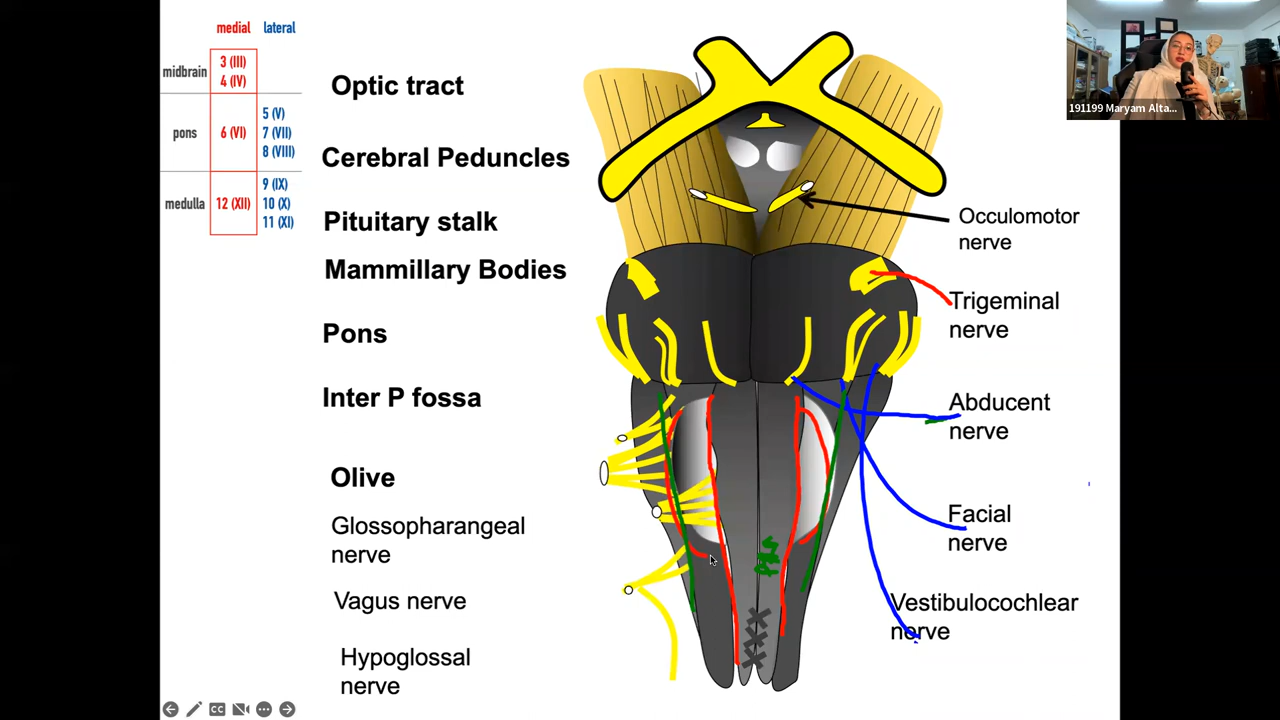 medial lateral
midbrain 3 (III)
4 (IV)
pons 6 (VI) 5 (V)
7 (VII)
8 (VIII)
medulla 12 (XII) 9 (IX)
10 (X)
11 (XI)
Optic tract
Cerebral Peduncles
Pituitary stalk
Mammillary Bodies
Pons
Inter P fossa
Olive
Glossopharangeal
nerve
Vagus nerve
Hypoglossal
nerve
Occulomotor
nerve
Trigeminal
nerve
Abducent
nerve
Facial
nerve
Vestibulocochlear
nerve
191199 Maryam Alta...
CC